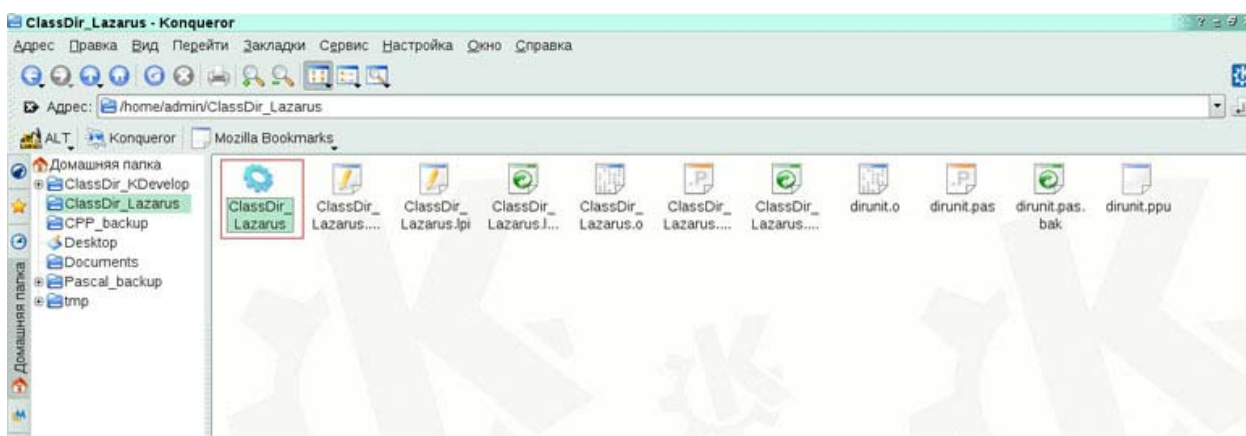 ClassDir_Lazarus - Konqueror
Адрес Правка Вид Перейти Закладки Сервис Настройка Окно Справка
Адрес: /home/admin/ClassDir_Lazarus
ALT Konqueror Mozilla Bookmarks
Домашняя папка
ClassDir_KDevelop
ClassDir_Lazarus
CPP_backup
Desktop
Documents
Pascal_backup
tmp
Домашняя папка
ClassDir_
Lazarus
ClassDir_
Lazarus....
ClassDir_
Lazarus.lpi
ClassDir_
Lazarus.l...
ClassDir_
Lazarus.o
ClassDir_
Lazarus....
ClassDir_
Lazarus....
dirunit.o
dirunit.pas
dirunit.pas.
bak
dirunit.ppu